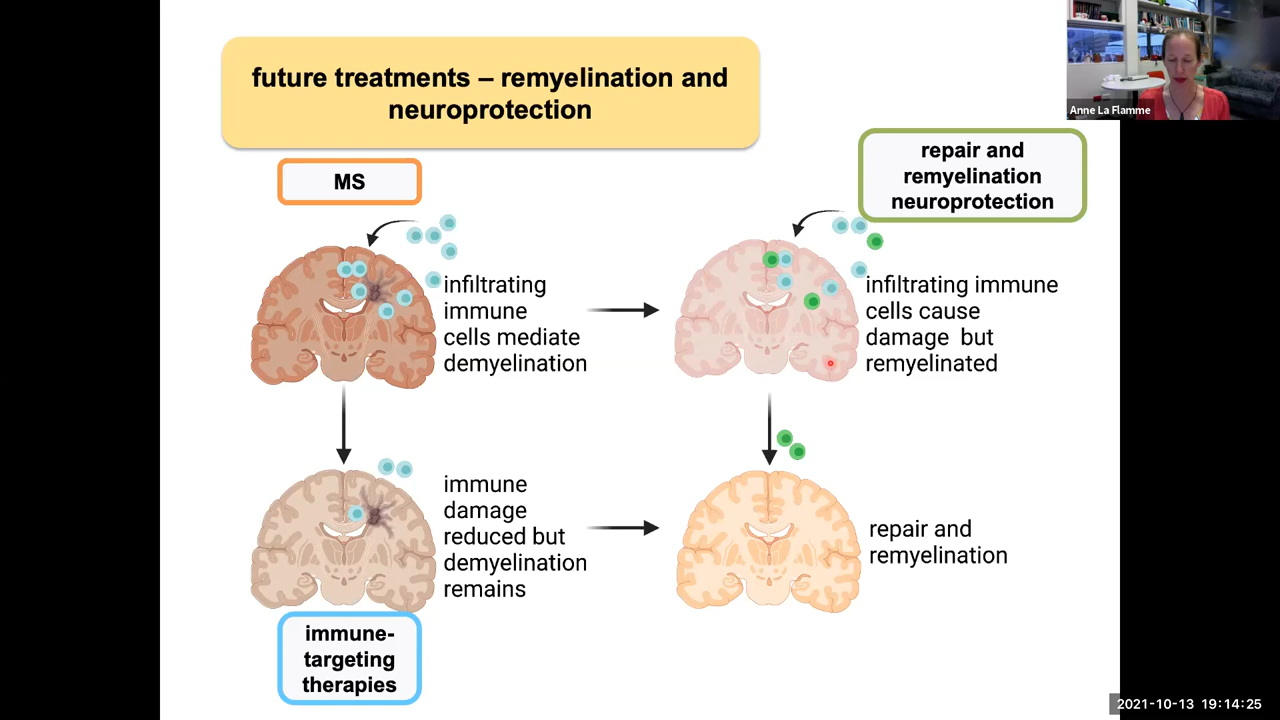 future treatments – remyelination and
neuroprotection
Anne La Flamme
MS
repair and
remyelination
neuroprotection
infiltrating
immune
cells mediate
demyelination
infiltrating immune
cells cause
damage but
remyelinated
immune
damage
reduced but
demyelination
remains
repair and
remyelination
immune-
targeting
therapies
2021-10-13 19:14:25